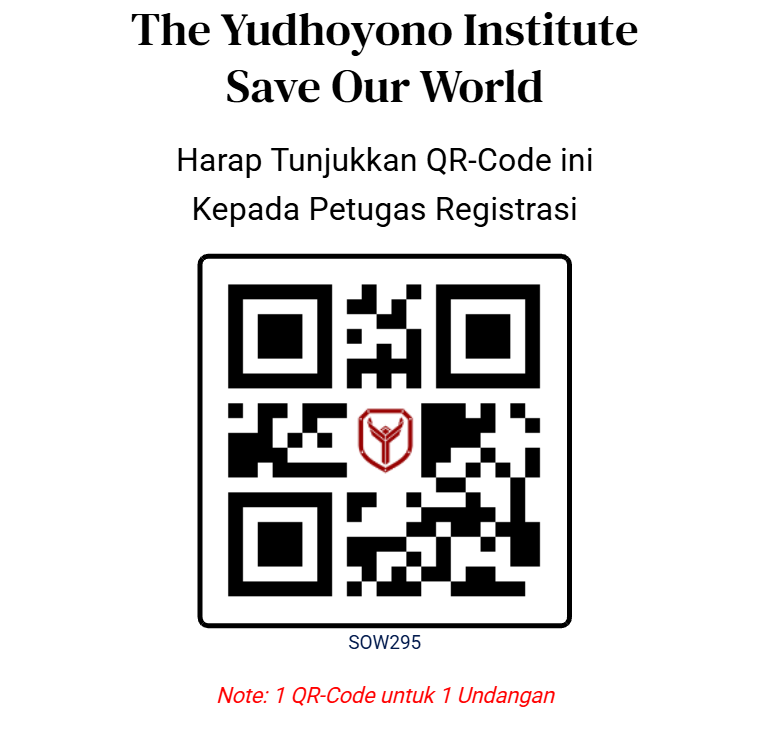 The Yudhoyono Institute
Save Our World
Harap Tunjukkan QR-Code ini
Kepada Petugas Registrasi
SOW295
Note: 1 QR-Code untuk 1 Undangan